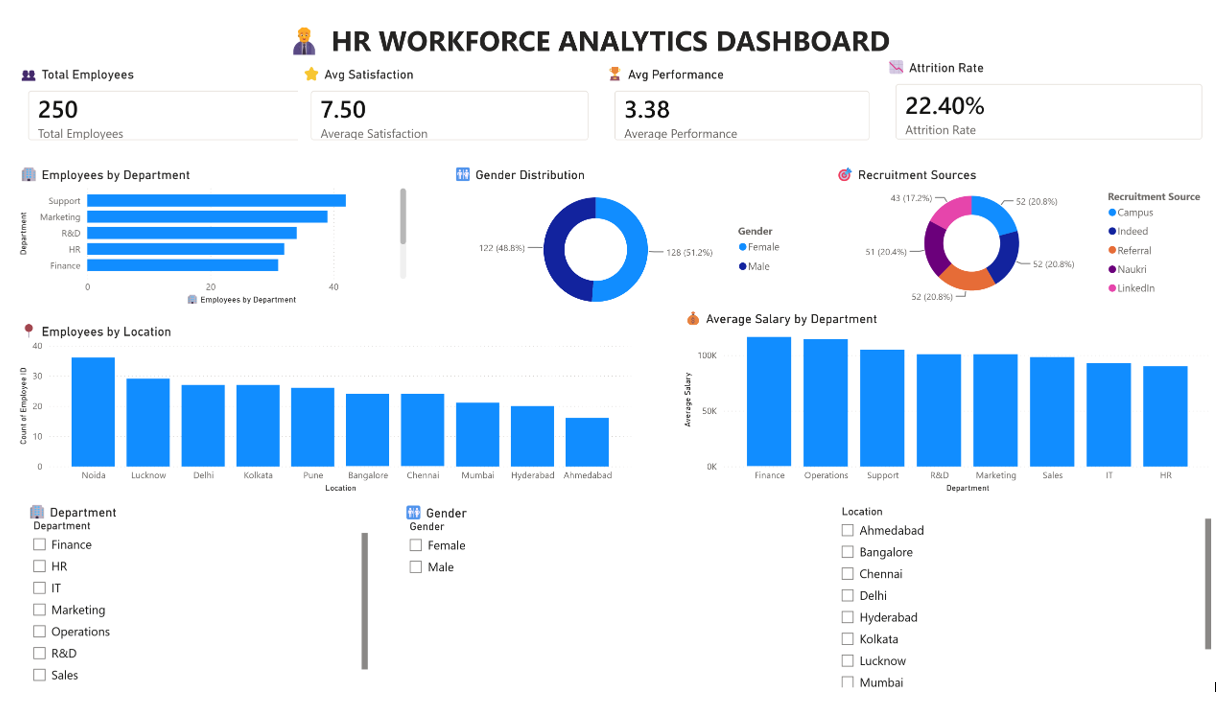 HR WORKFORCE ANALYTICS DASHBOARD
Total Employees
250
Total Employees
Avg Satisfaction
7.50
Average Satisfaction
Avg Performance
3.38
Average Performance
Attrition Rate
22.40%
Attrition Rate
Employees by Department
Department
Support
Marketing
R&D
HR
Finance
0
20
40
Employees by Department
Gender Distribution
122 (48.8%)
128 (51.2%)
Gender
Female
Male
Recruitment Sources
43 (17.2%)
52 (20.8%)
51 (20.4%)
52 (20.8%)
52 (20.8%)
Recruitment Source
Campus
Indeed
Referral
Naukri
LinkedIn
Employees by Location
Count of Employee ID
40
30
20
10
0
Noida Lucknow Delhi Kolkata Pune Bangalore Chennai Mumbai Hyderabad Ahmedabad
Location
Average Salary by Department
Average Salary
100K
50K
0K
Finance Operations Support R&D Marketing Sales IT HR
Department
Department
Department
Finance
HR
IT
Marketing
Operations
R&D
Sales
Gender
Gender
Female
Male
Location
Ahmedabad
Bangalore
Chennai
Delhi
Hyderabad
Kolkata
Lucknow
Mumbai